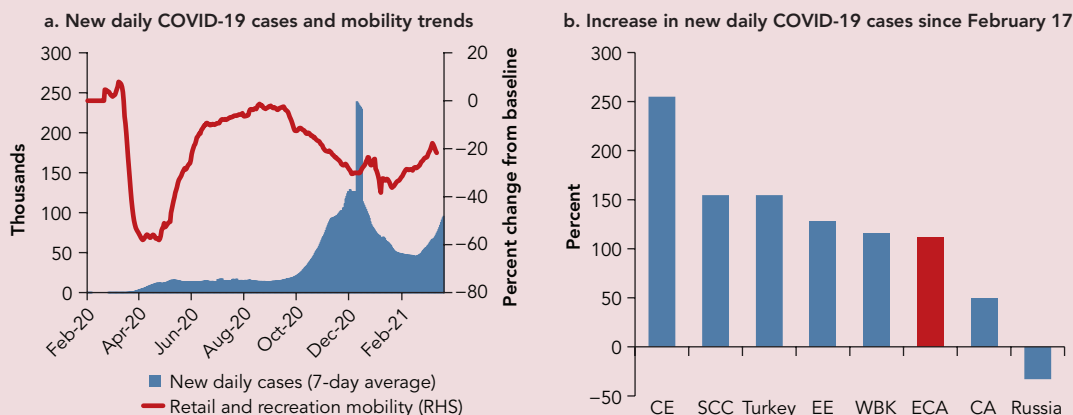 a. New daily COVID-19 cases and mobility trends
300
250
200
150
100
50
0
Thousands
20
0
−20
−40
−60
−80
Percent change from baseline
Feb-20
Apr-20
Jun-20
Aug-20
Oct-20
Dec-20
Feb-21
New daily cases (7-day average)
Retail and recreation mobility (RHS)
b. Increase in new daily COVID-19 cases since February 17
300
250
200
150
100
50
0
−50
Percent
CE SCC Turkey EE WBK ECA CA Russia